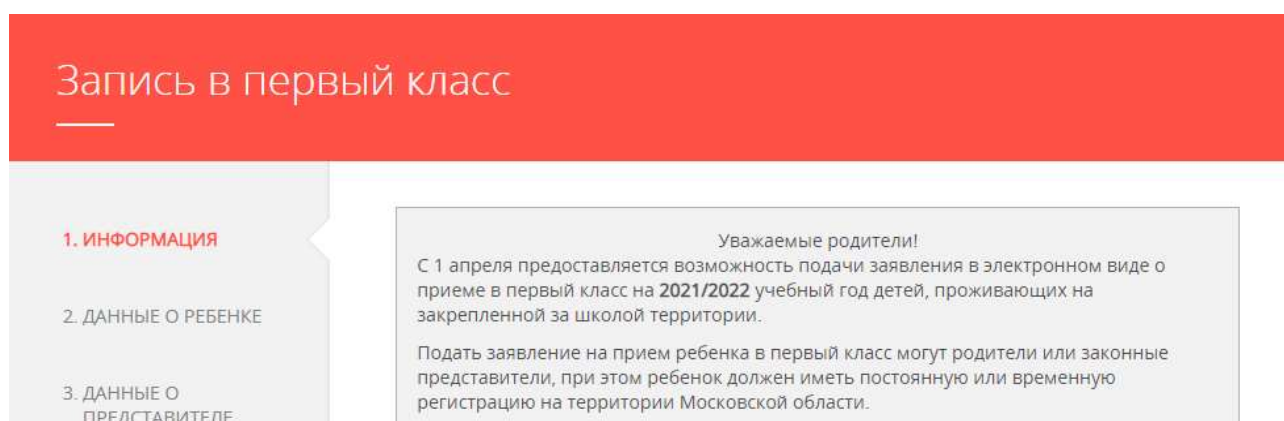 Запись в первый класс
1. ИНФОРМАЦИЯ
2. ДАННЫЕ О РЕБЕНКЕ
3. ДАННЫЕ О
ПРЕДСТАВИТЕЛЕ
Уважаемые родители!
С 1 апреля предоставляется возможность подачи заявления в электронном виде о
приеме в первый класс на 2021/2022 учебный год детей, проживающих на
закрепленной за школой территории.
Подать заявление на прием ребенка в первый класс могут родители или законные
представители, при этом ребенок должен иметь постоянную или временную
регистрацию на территории Московской области.